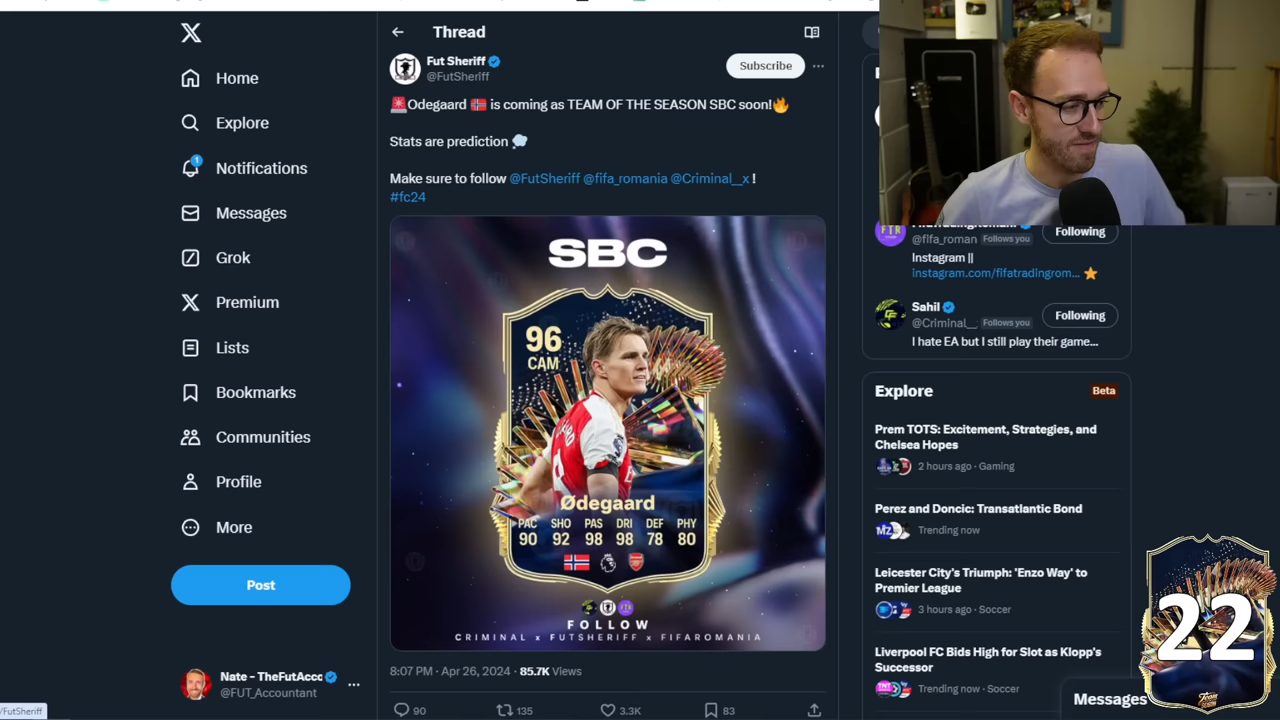 Home
Explore
1
Notifications
Messages
Grok
Premium
Lists
Bookmarks
Communities
Profile
More
Post
Nate - TheFutAcc
@FUT_Accountant
/FutSheriff
Thread
Fut Sheriff
@FutSheriff
Subscribe
🚨Odegaard 🇳🇴 is coming as TEAM OF THE SEASON SBC soon!🔥
Stats are prediction 💭
Make sure to follow @FutSheriff @fifa_romania @Criminal__x !
#fc24
SBC
96
CAM
Ødegaard
PAC SHO PAS DRI DEF PHY
90 92 98 98 78 80
FOLLOW
CRIMINAL x FUTSHERIFF x FIFAROMANIA
8:07 PM · Apr 26, 2024 · 85.7K Views
90 135 3.3K 83
FTR
@fifa_roman Follows you Following
Instagram ||
instagram.com/fifatradingrom... ⭐
Sahil
@Criminal__ Follows you Following
I hate EA but I still play their game...
Explore Beta
Prem TOTS: Excitement, Strategies, and
Chelsea Hopes
2 hours ago · Gaming
Perez and Doncic: Transatlantic Bond
Trending now
Leicester City's Triumph: 'Enzo Way' to
Premier League
3 hours ago · Soccer
Liverpool FC Bids High for Slot as Klopp's
Successor
Trending now · Soccer
Messages
22